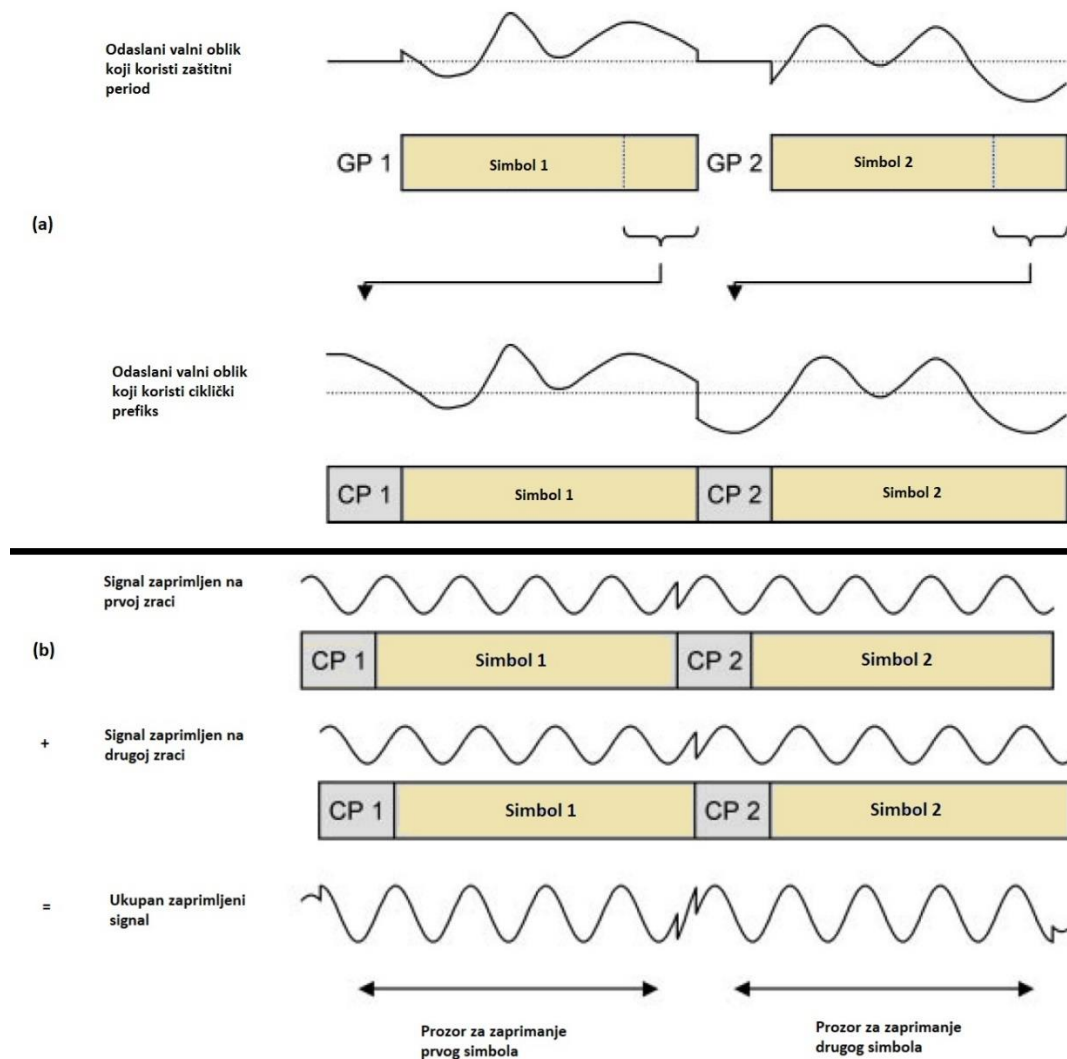 Odaslani valni oblik
koji koristi zaštitni
period
GP 1
Simbol 1
GP 2
Simbol 2
(a)
Odaslani valni oblik
koji koristi ciklički
prefiks
CP 1
Simbol 1
CP 2
Simbol 2
Signal zaprimljen na
prvoj zraci
(b)
CP 1
Simbol 1
CP 2
Simbol 2
+
Signal zaprimljen na
drugoj zraci
CP 1
Simbol 1
CP 2
Simbol 2
=
Ukupan zaprimljeni
signal
Prozor za zaprimanje
prvog simbola
Prozor za zaprimanje
drugog simbola